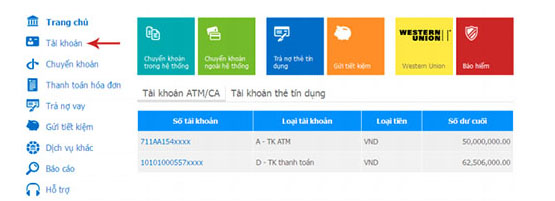 Trang chủ
Tài khoản
Chuyển khoản
Thanh toán hóa đơn
Trả nợ vay
Gửi tiết kiệm
Dịch vụ khác
Báo cáo
Hỗ trợ
Chuyển khoản
trong hệ thống
Chuyển khoản
ngoài hệ thống
Trả nợ thẻ tín
dụng
Gửi tiết kiệm
WESTERN
UNION
Western Union
Bảo hiểm
Tài khoản ATM/CA Tài khoản thẻ tín dụng
Số tài khoản Loại tài khoản Loại tiền Số dư cuối
711AA154xxxx A - TK ATM VND 50,000,000.00
10101000557xxxx D - TK thanh toán VND 62,506,000.00